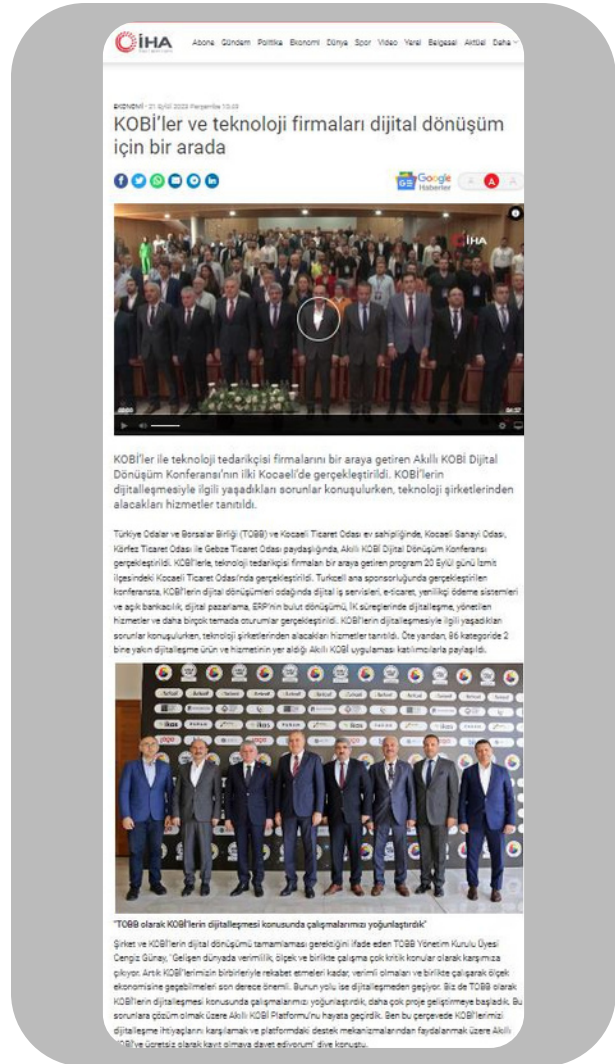 İHA
Abone Gündem Politika Ekonomi Dünya Spor Video Yerel Belgesel Aktüel Daha
EKONOMİ - 21 Eylül 2023 Perşembe
KOBİ'ler ve teknoloji firmaları dijital dönüşüm
için bir arada
Google
Haberler
A A A
İHA
KOBİ'ler ile teknoloji tedarikçisi firmalarını bir araya getiren Akıllı KOBİ Dijital
Dönüşüm Konferansı'nın ilki Kocaeli'de gerçekleştirildi. KOBİ'lerin
dijitalleşmesiyle ilgili yaşadıkları sorunlar konuşulurken, teknoloji şirketlerinden
alacakları hizmetler tanıtıldı.
Türkiye Odalar ve Borsalar Birliği (TOBB) ve Kocaeli Ticaret Odası ev sahipliğinde, Kocaeli Sanayi Odası,
Körfez Ticaret Odası ile Gebze Ticaret Odası paydaşlığında, Akıllı KOBİ Dijital Dönüşüm Konferansı
gerçekleştirildi. KOBİ'lerle, teknoloji tedarikçisi firmaları bir araya getiren program 20 Eylül günü İzmit
ilçesindeki Kocaeli Ticaret Odası'nda gerçekleştirildi. Turkcell ana sponsorluğunda gerçekleştirilen
konferansta, KOBİ'lerin dijital dönüşümleri odağında dijital iş servisleri, e-ticaret, yenilikçi ödeme sistemleri
ve açık bankacılık, dijital pazarlama, ERP'nin bulut dönüşümü, İK süreçlerinde dijitalleşme, yönetilen
hizmetler ve daha birçok temada oturumlar gerçekleştirildi. KOBİ'lerin dijitalleşmesiyle ilgili yaşadıkları
sorunlar konuşulurken, teknoloji şirketlerinden alacakları hizmetler tanıtıldı. Öte yandan, 86 kategoride 2
bine yakın dijitalleşme ürün ve hizmetinin yer aldığı Akıllı KOBİ uygulaması katılımcılarla paylaşıldı.
"TOBB olarak KOBİ'lerin dijitalleşmesi konusunda çalışmalarımızı yoğunlaştırdık"
Şirket ve KOBİ'lerin dijital dönüşümü tamamlaması gerektiğini ifade eden TOBB Yönetim Kurulu Üyesi
Cengiz Günay, "Gelişen dünyada verimlilik, ölçek ve birlikte çalışma çok kritik konular olarak karşımıza
çıkıyor. Artık KOBİ'lerimizin birbirleriyle rekabet etmeleri kadar, verimli olmaları ve birlikte çalışarak ölçek
ekonomisine geçebilmeleri son derece önemli. Bunun yolu ise dijitalleşmeden geçiyor. Biz de TOBB olarak
KOBİ'lerin dijitalleşmesi konusunda çalışmalarımızı yoğunlaştırdık, daha çok proje geliştirmeye başladık. Bu
sorunlara çözüm olmak üzere Akıllı KOBİ Platformu'nu hayata geçirdik. Ben bu çerçevede KOBİ'lerimizi
dijitalleşme ihtiyaçlarını karşılamak ve platformdaki destek mekanizmalarından faydalanmak üzere Akıllı
KOBİ'ye ücretsiz olarak kayıt olmaya davet ediyorum" diye konuştu.